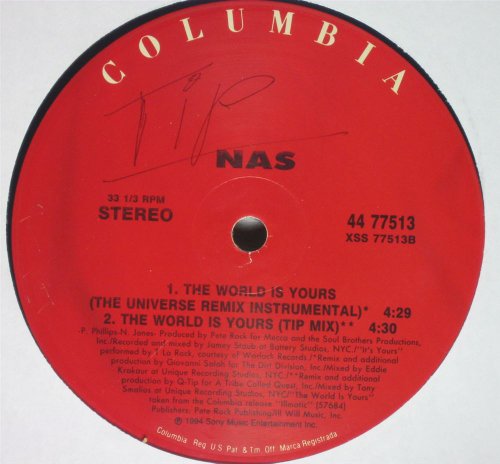 COLUMBIA
Tip
NAS
33 1/3 RPM
STEREO
44 77513
XSS 77513B
1. THE WORLD IS YOURS
(THE UNIVERSE REMIX INSTRUMENTAL)* 4:29
2. THE WORLD IS YOURS (TIP MIX)** 4:30
-P. Phillips-N. Jones- Produced by Pete Rock for Mecca and the Soul Brothers Productions,
Inc./Recorded and mixed by Jamey Staub at Battery Studios, NYC./"It's Yours"
performed by T La Rock, courtesy of Warlock Records./*Remix and additional
production by Giovanni Salah for The Dirt Division, Inc./Mixed by Eddie
Krakaur at Unique Recording Studios, NYC./**Remix and additional
production by Q-Tip for A Tribe Called Quest, Inc./Mixed by Tony
Smalios at Unique Recording Studios, NYC/"The World Is Yours"
taken from the Columbia release "Illmatic" (57684)
Publishers: Pete Rock Publishing/Ill Will Music, Inc.
℗ 1994 Sony Music Entertainment Inc.
Columbia Reg. U.S. Pat. & Tm. Off. Marca Registrada